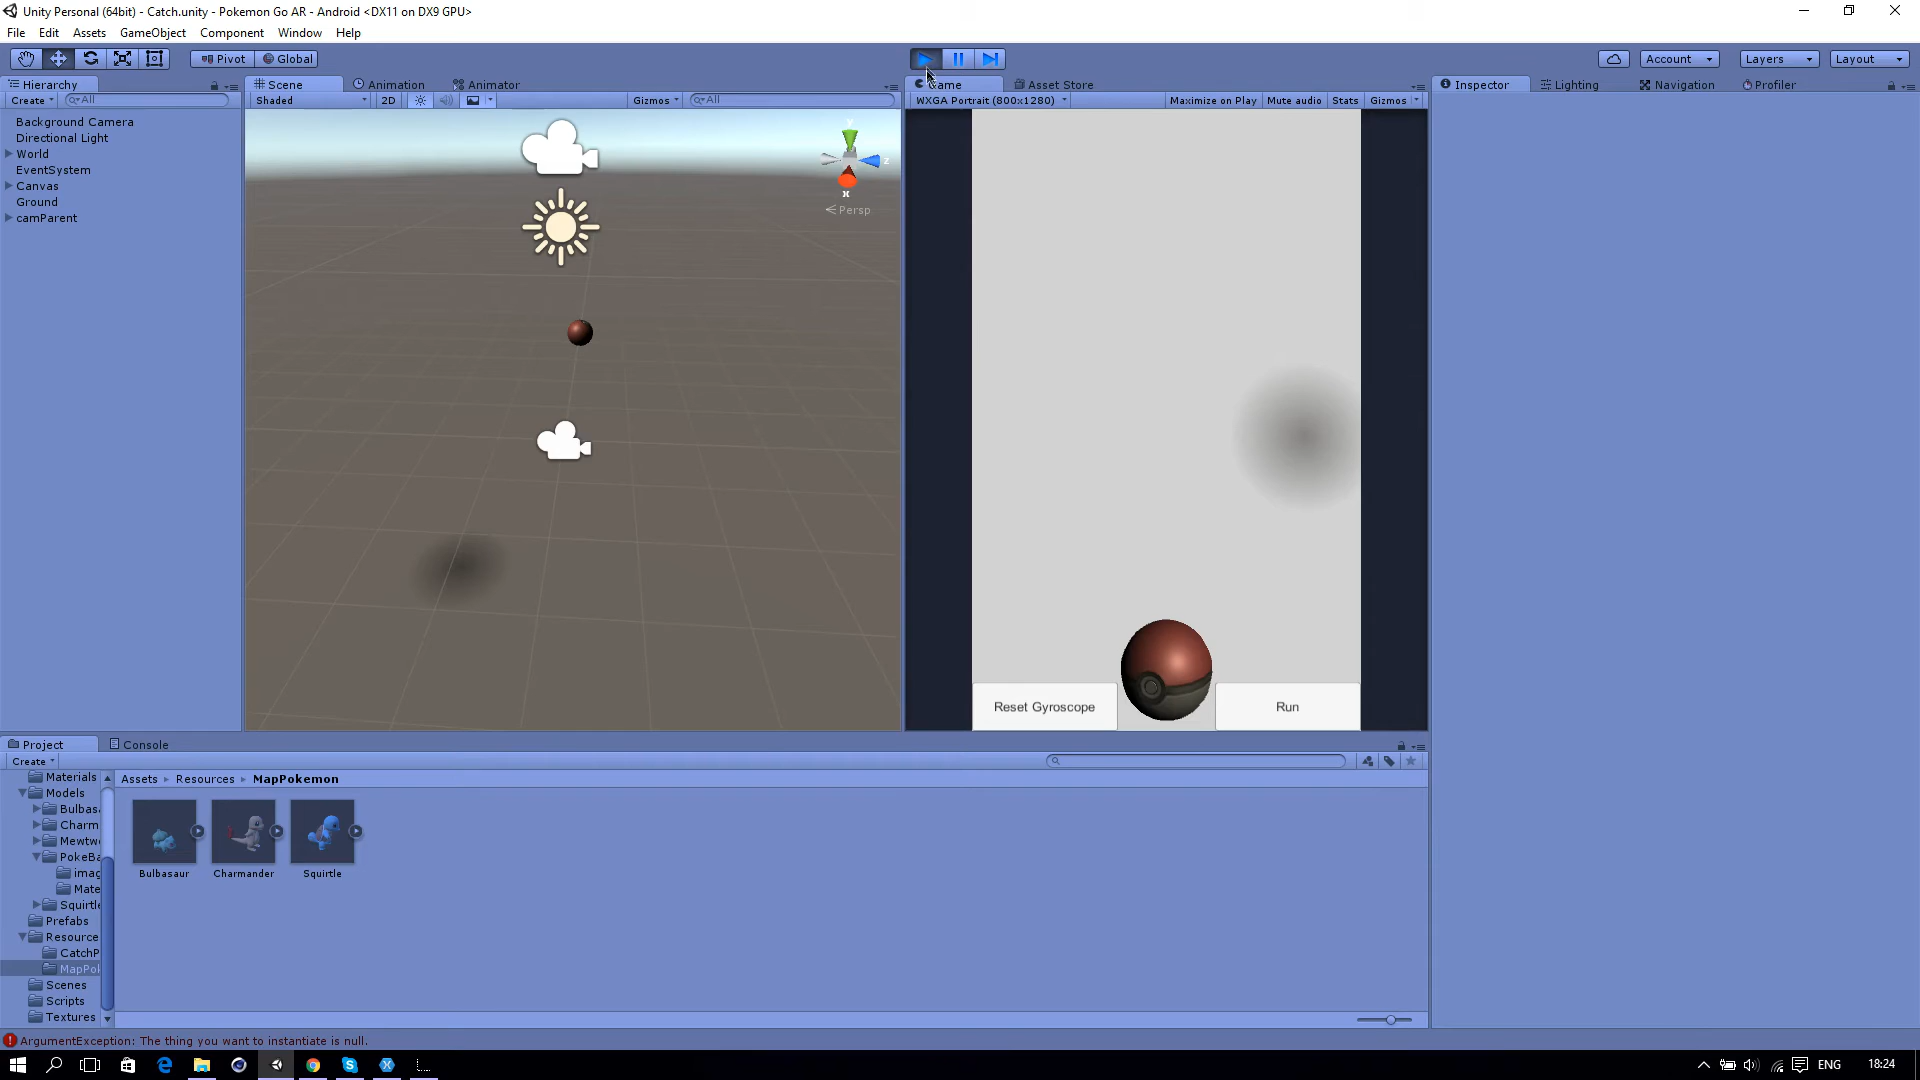 Unity Personal (64bit) - Catch.unity - Pokemon Go AR - Android <DX11 on DX9 GPU>
File Edit Assets GameObject Component Window Help
Pivot Global Account Layers Layout
Hierarchy Scene Animation Animator Asset Store Inspector Lighting Navigation Profiler
Create All Shaded 2D Gizmos All WXGA Portrait (800x1280) Maximize on Play Mute audio Stats Gizmos
Background Camera
Directional Light
World
EventSystem
Canvas
Ground
camParent
y
z
x
Persp
Reset Gyroscope
Run
Project Console
Create
Assets Resources MapPokemon
Materials
Models
Bulbas
Charm
Mewtw
PokeBa
imag
Mate
Squirtle
Prefabs
Resource
CatchP
MapPok
Scenes
Scripts
Textures
Bulbasaur Charmander Squirtle
ArgumentException: The thing you want to instantiate is null.
ENG 18:24